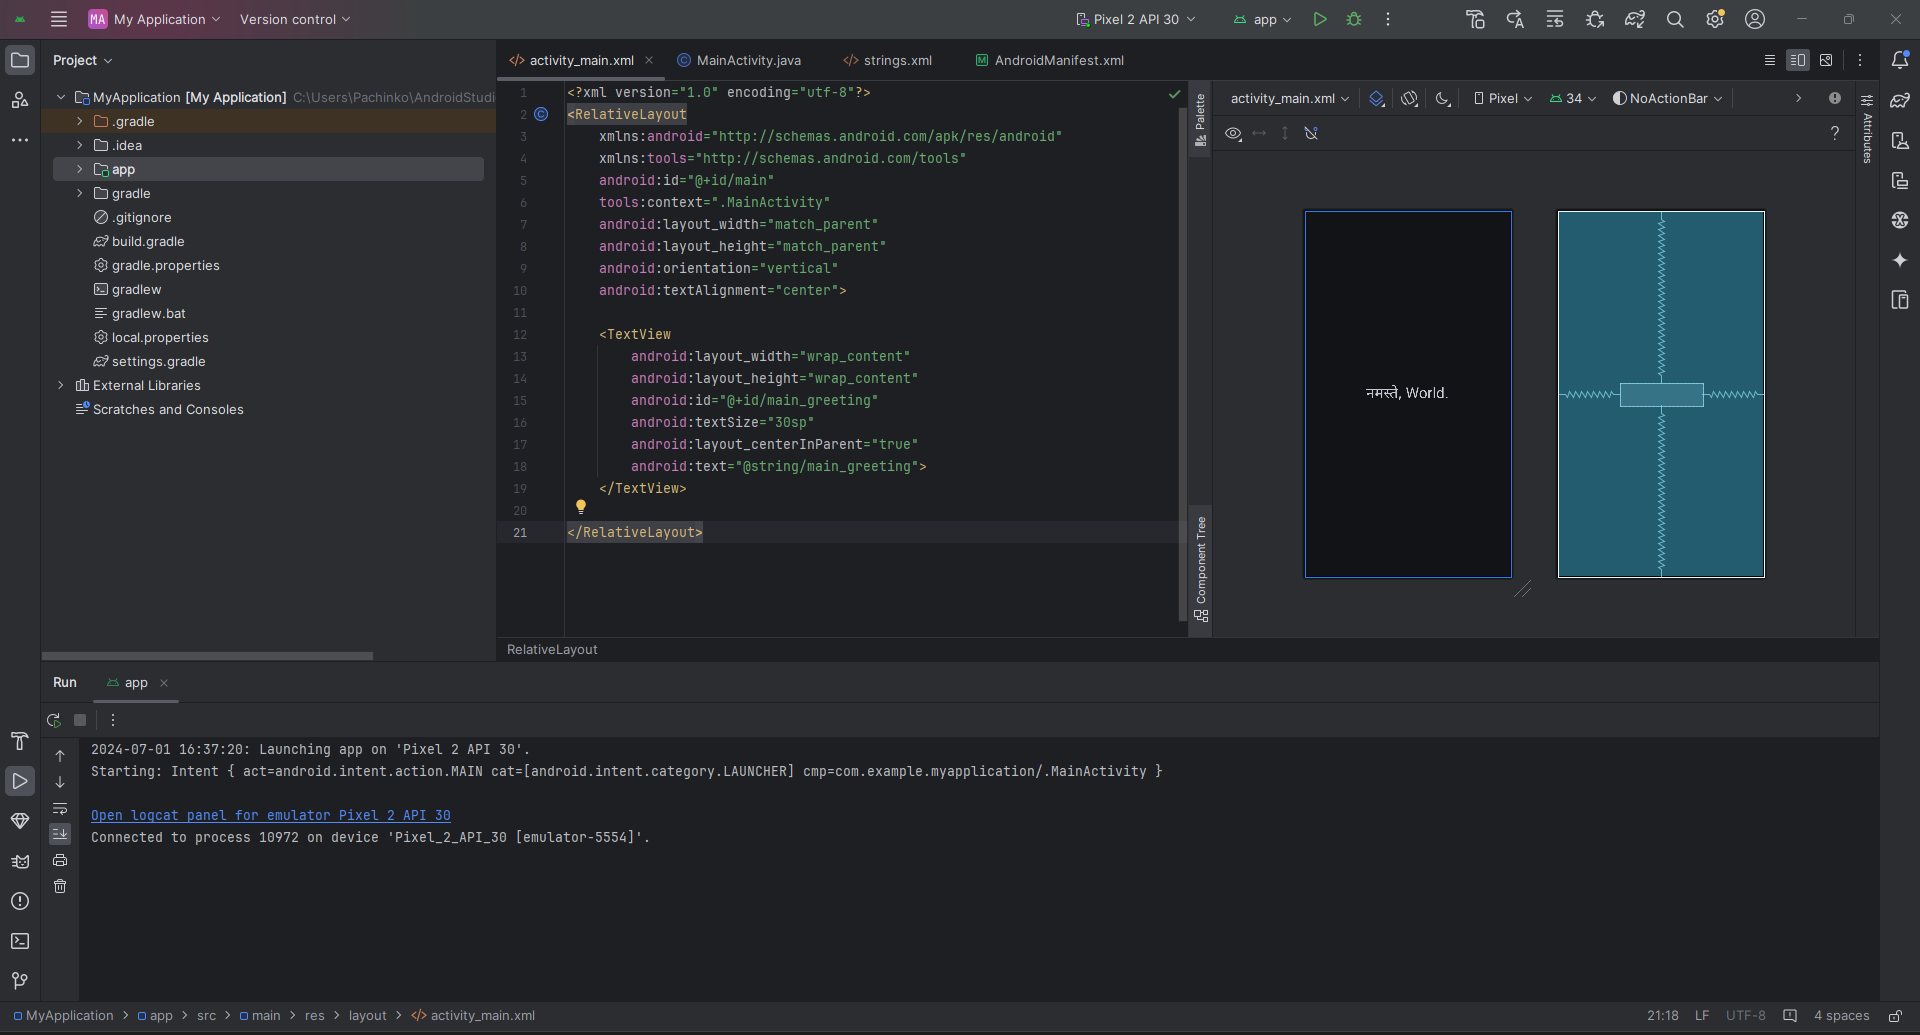 MA My Application Version control Pixel 2 API 30 app
Project
activity_main.xml MainActivity.java strings.xml AndroidManifest.xml
MyApplication [My Application] C:\Users\Pachinko\AndroidStudi
.gradle
.idea
app
gradle
.gitignore
build.gradle
gradle.properties
gradlew
gradlew.bat
local.properties
settings.gradle
External Libraries
Scratches and Consoles
1 <?xml version="1.0" encoding="utf-8"?>
2 <RelativeLayout
3 xmlns:android="http://schemas.android.com/apk/res/android"
4 xmlns:tools="http://schemas.android.com/tools"
5 android:id="@+id/main"
6 tools:context=".MainActivity"
7 android:layout_width="match_parent"
8 android:layout_height="match_parent"
9 android:orientation="vertical"
10 android:textAlignment="center">
11
12 <TextView
13 android:layout_width="wrap_content"
14 android:layout_height="wrap_content"
15 android:id="@+id/main_greeting"
16 android:textSize="30sp"
17 android:layout_centerInParent="true"
18 android:text="@string/main_greeting">
19 </TextView>
20
21 </RelativeLayout>
Palette
Component Tree
activity_main.xml Pixel 34 NoActionBar
?
Attributes
नमस्ते, World.
RelativeLayout
Run app
2024-07-01 16:37:20: Launching app on 'Pixel 2 API 30'.
Starting: Intent { act=android.intent.action.MAIN cat=[android.intent.category.LAUNCHER] cmp=com.example.myapplication/.MainActivity }
Open logcat panel for emulator Pixel 2 API 30
Connected to process 10972 on device 'Pixel_2_API_30 [emulator-5554]'.
MyApplication > app > src > main > res > layout > activity_main.xml 21:18 LF UTF-8 4 spaces